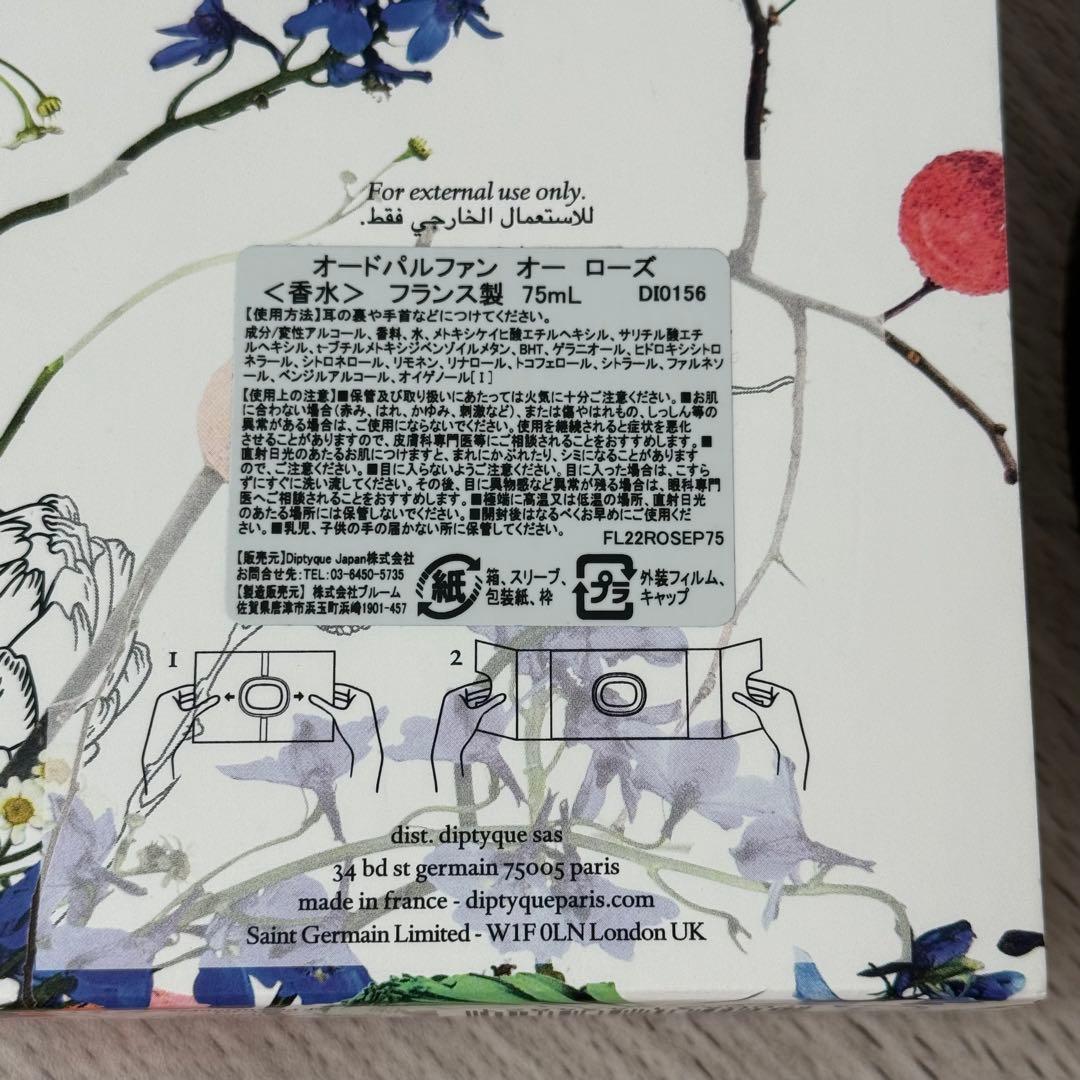 For external use only.
للاستعمال الخارجي فقط.
オードパルファン オー ローズ
＜香水＞ フランス製 75mL DI0156
【使用方法】耳の裏や手首などにつけてください。
成分/変性アルコール、香料、水、メトキシケイヒ酸エチルヘキシル、サリチル酸エチ
ルヘキシル、t-ブチルメトキシジベンゾイルメタン、BHT、ゲラニオール、ヒドロキシシトロ
ネラール、シトロネロール、リモネン、リナロール、トコフェロール、シトラール、ファルネソ
ール、ベンジルアルコール、オイゲノール[I]
【使用上の注意】■保管及び取り扱いにあたっては火気に十分ご注意ください。■お肌
に合わない場合(赤み、はれ、かゆみ、刺激など)、または傷やはれもの、しっしん等の
異常がある場合は、ご使用にならないでください。使用を継続されると症状を悪化
させることがありますので、皮膚科専門医等にご相談されることをおすすめします。■
直射日光のあたるお肌につけますと、まれにかぶれたり、シミになることがあります
ので、ご注意ください。■目に入らないようご注意ください。目に入った場合は、こすら
ずにすぐに洗い流してください。その後、目に異物感など異常が残る場合は、眼科専門
医へご相談されることをおすすめします。■極端に高温又は低温の場所、直射日光
のあたる場所には保管しないでください。■開封後はなるべくお早めにご使用くだ
さい。■乳児、子供の手の届かない所に保管してください。
FL22ROSEP75
【販売元】Diptyque Japan株式会社
お問合せ先:TEL:03-6450-5735
【製造販売元】 株式会社ブルーム
佐賀県唐津市浜玉町浜崎1901-457
紙 箱、スリーブ、
包装紙、枠
プラ 外装フィルム、
キャップ
1 2
dist. diptyque sas
34 bd st germain 75005 paris
made in france - diptyqueparis.com
Saint Germain Limited - W1F 0LN London UK